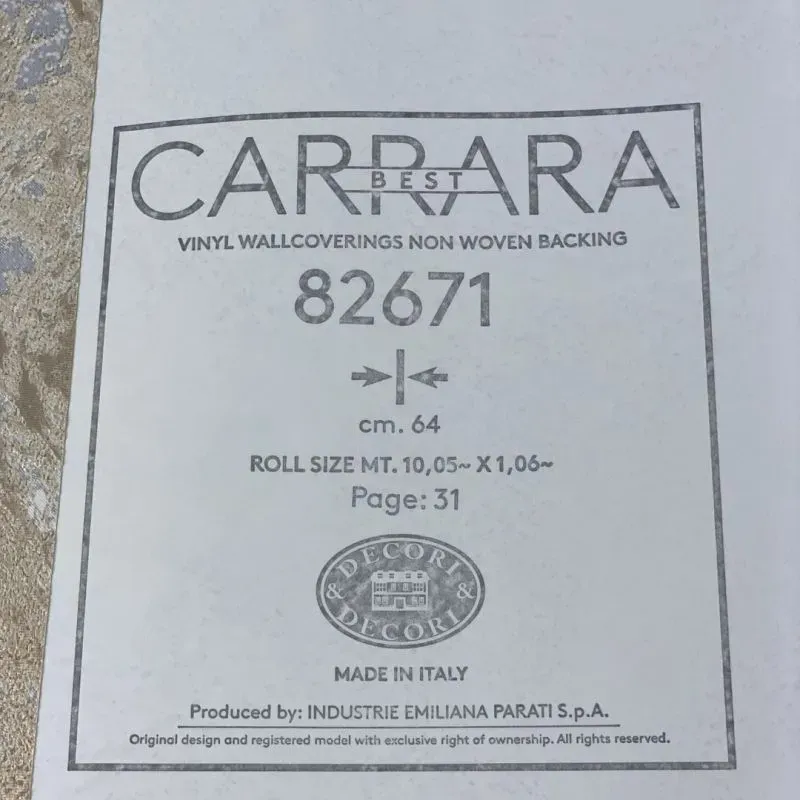 CARRARA
BEST
VINYL WALLCOVERINGS NON WOVEN BACKING
82671
cm. 64
ROLL SIZE MT. 10,05~ X 1,06~
Page: 31
DECORI
& &
DECORI
MADE IN ITALY
Produced by: INDUSTRIE EMILIANA PARATI S.p.A.
Original design and registered model with exclusive right of ownership. All rights reserved.